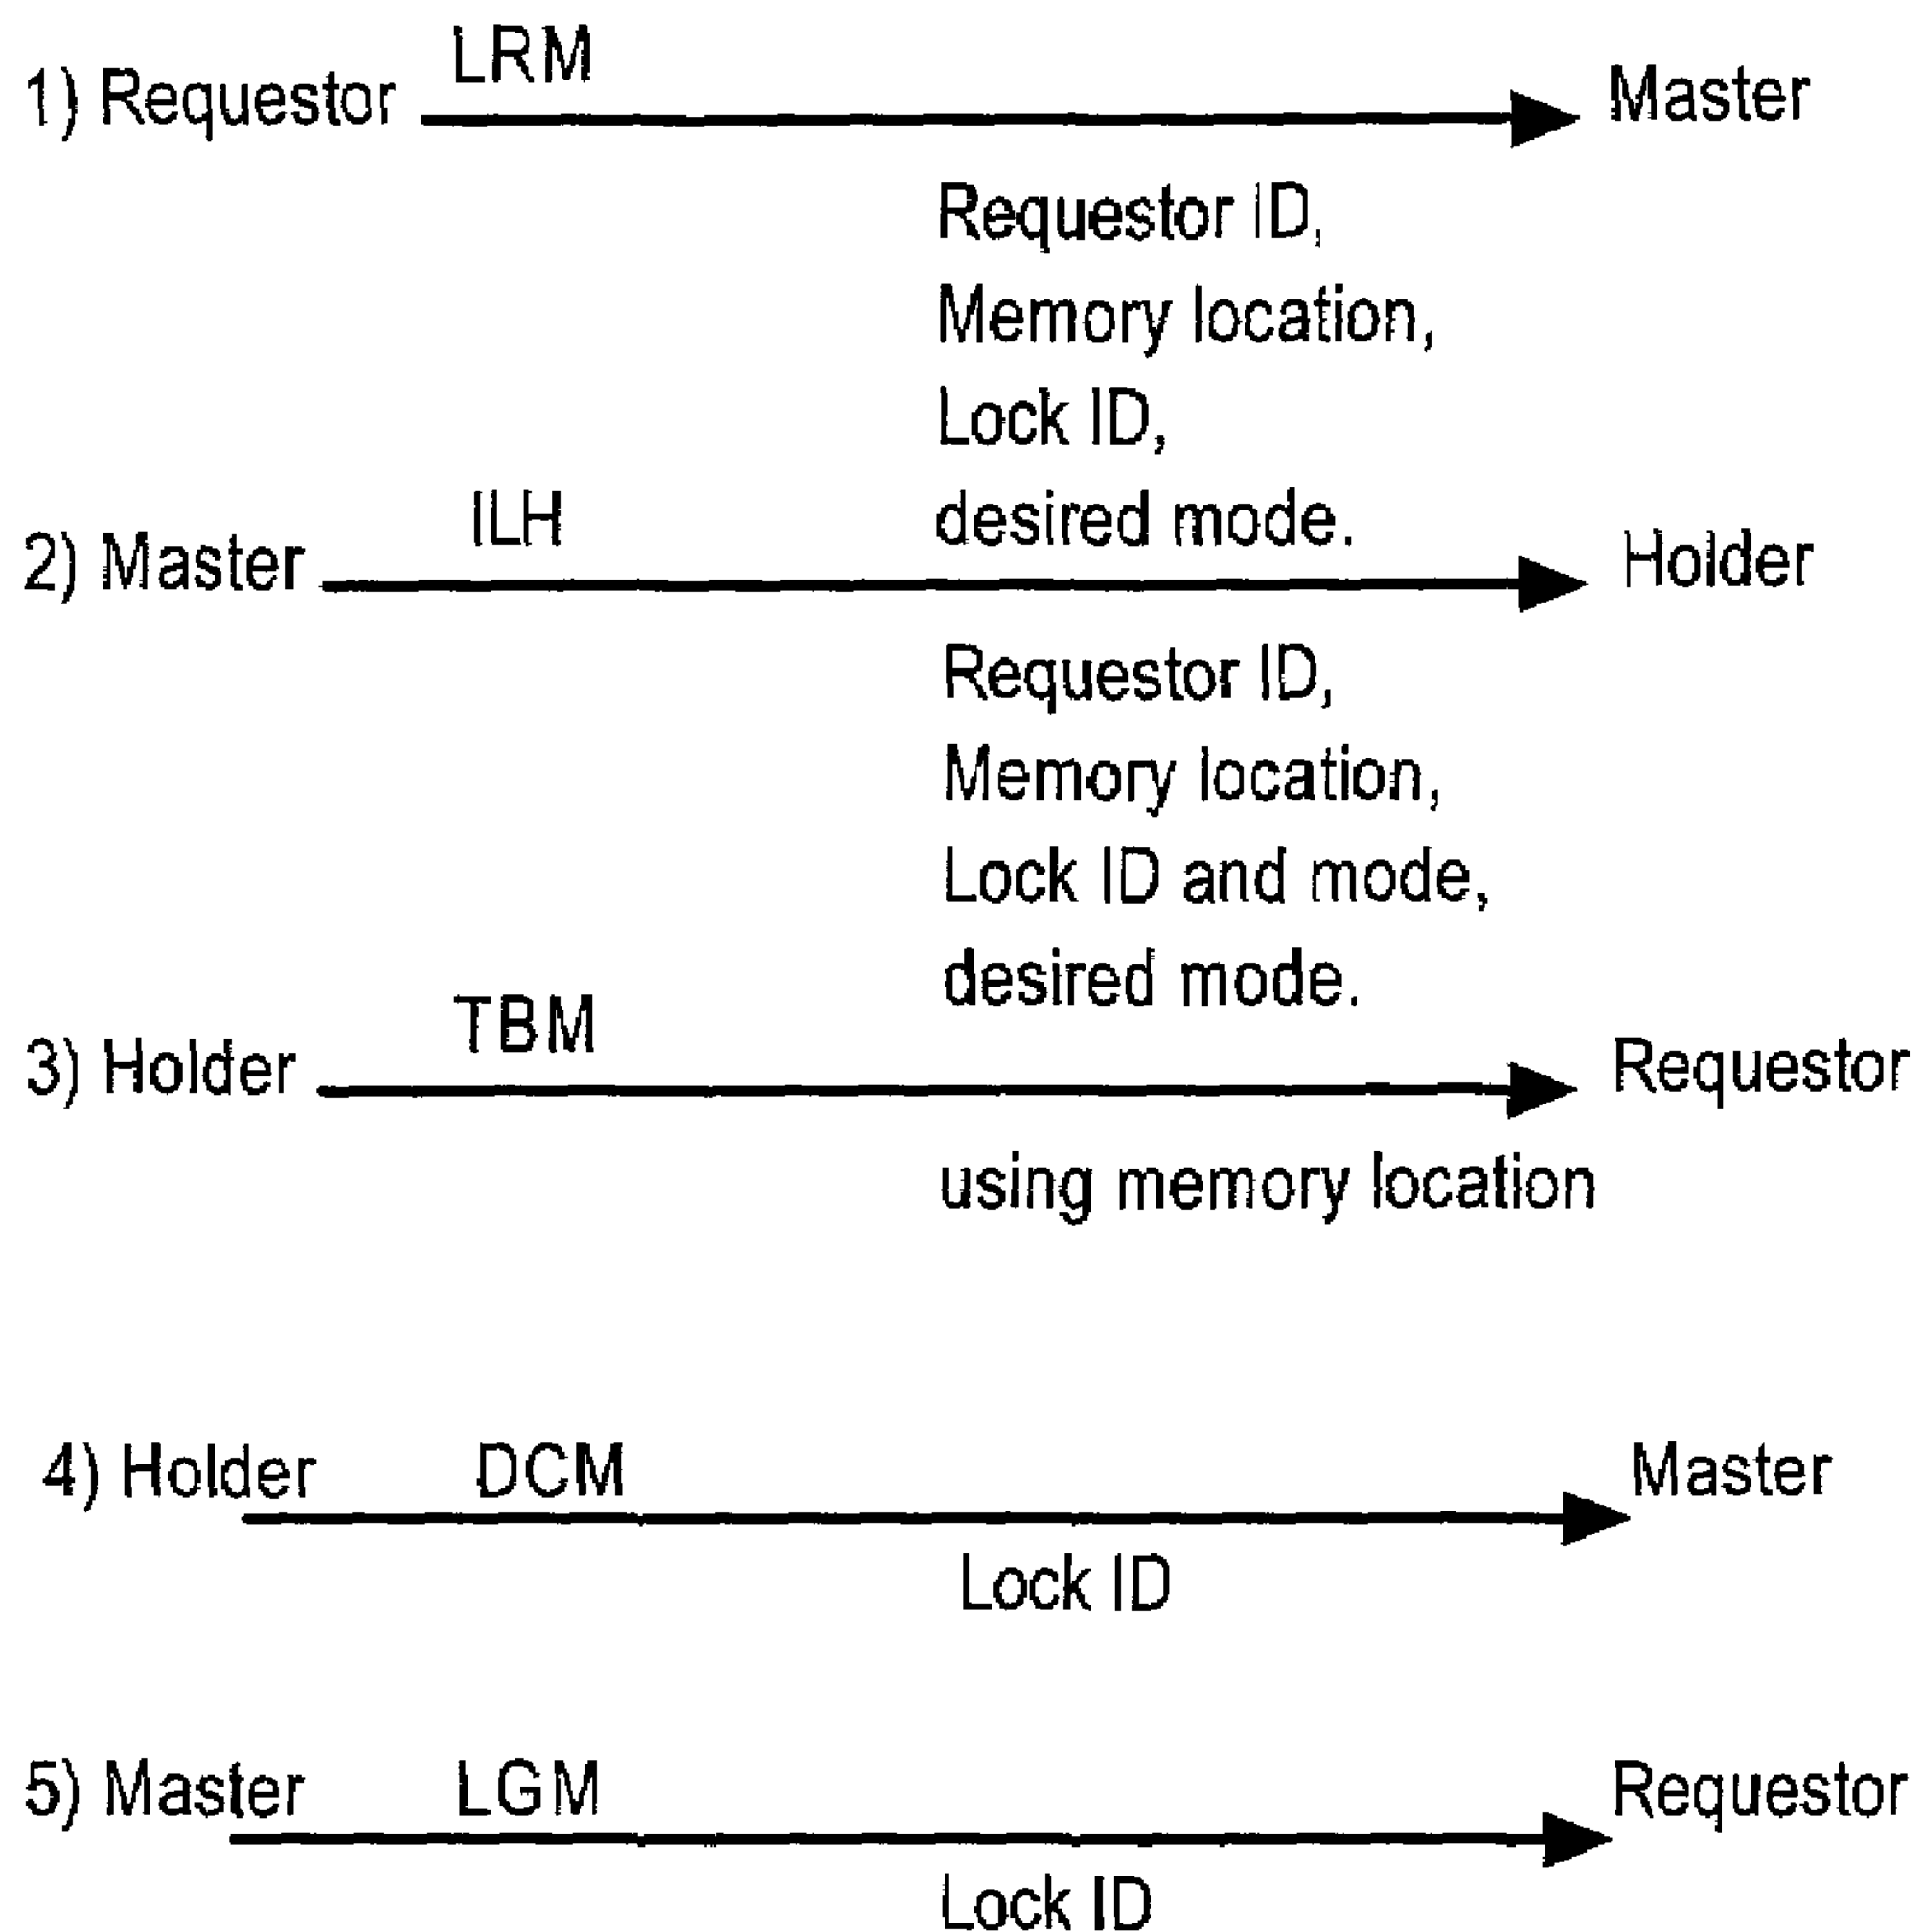 LRM
1) Requestor Master
Requestor ID,
Memory location,
Lock ID,
desired mode.
ILH
2) Master Holder
Requestor ID,
Memory location,
Lock ID and mode,
desired mode.
TBM
3) Holder Requestor
using memory location
4) Holder DCM Master
Lock ID
5) Master LGM Requestor
Lock ID